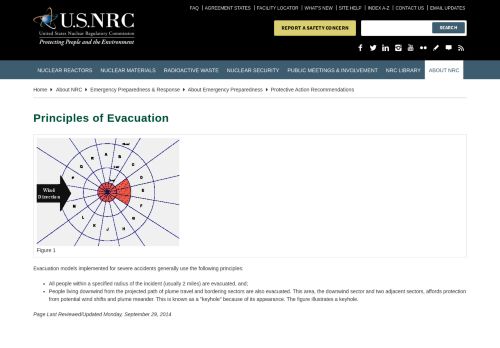 U.S.NRC
United States Nuclear Regulatory Commission
Protecting People and the Environment
FAQ | AGREEMENT STATES | FACILITY LOCATOR | WHAT'S NEW | SITE HELP | INDEX A-Z | CONTACT US | EMAIL UPDATES
REPORT A SAFETY CONCERN
SEARCH
NUCLEAR REACTORS NUCLEAR MATERIALS RADIOACTIVE WASTE NUCLEAR SECURITY PUBLIC MEETINGS & INVOLVEMENT NRC LIBRARY ABOUT NRC
Home About NRC Emergency Preparedness & Response About Emergency Preparedness Protective Action Recommendations
Principles of Evacuation
Wind
Direction
R A B
Q C
D
E
N F
M G
L H
K J
Figure 1
Evacuation models implemented for severe accidents generally use the following principles:
All people within a specified radius of the incident (usually 2 miles) are evacuated, and;
People living downwind from the projected path of plume travel and bordering sectors are also evacuated. This area, the downwind sector and two adjacent sectors, affords protection
from potential wind shifts and plume meander. This is known as a "keyhole" because of its appearance. The figure illustrates a keyhole.
Page Last Reviewed/Updated Monday, September 29, 2014